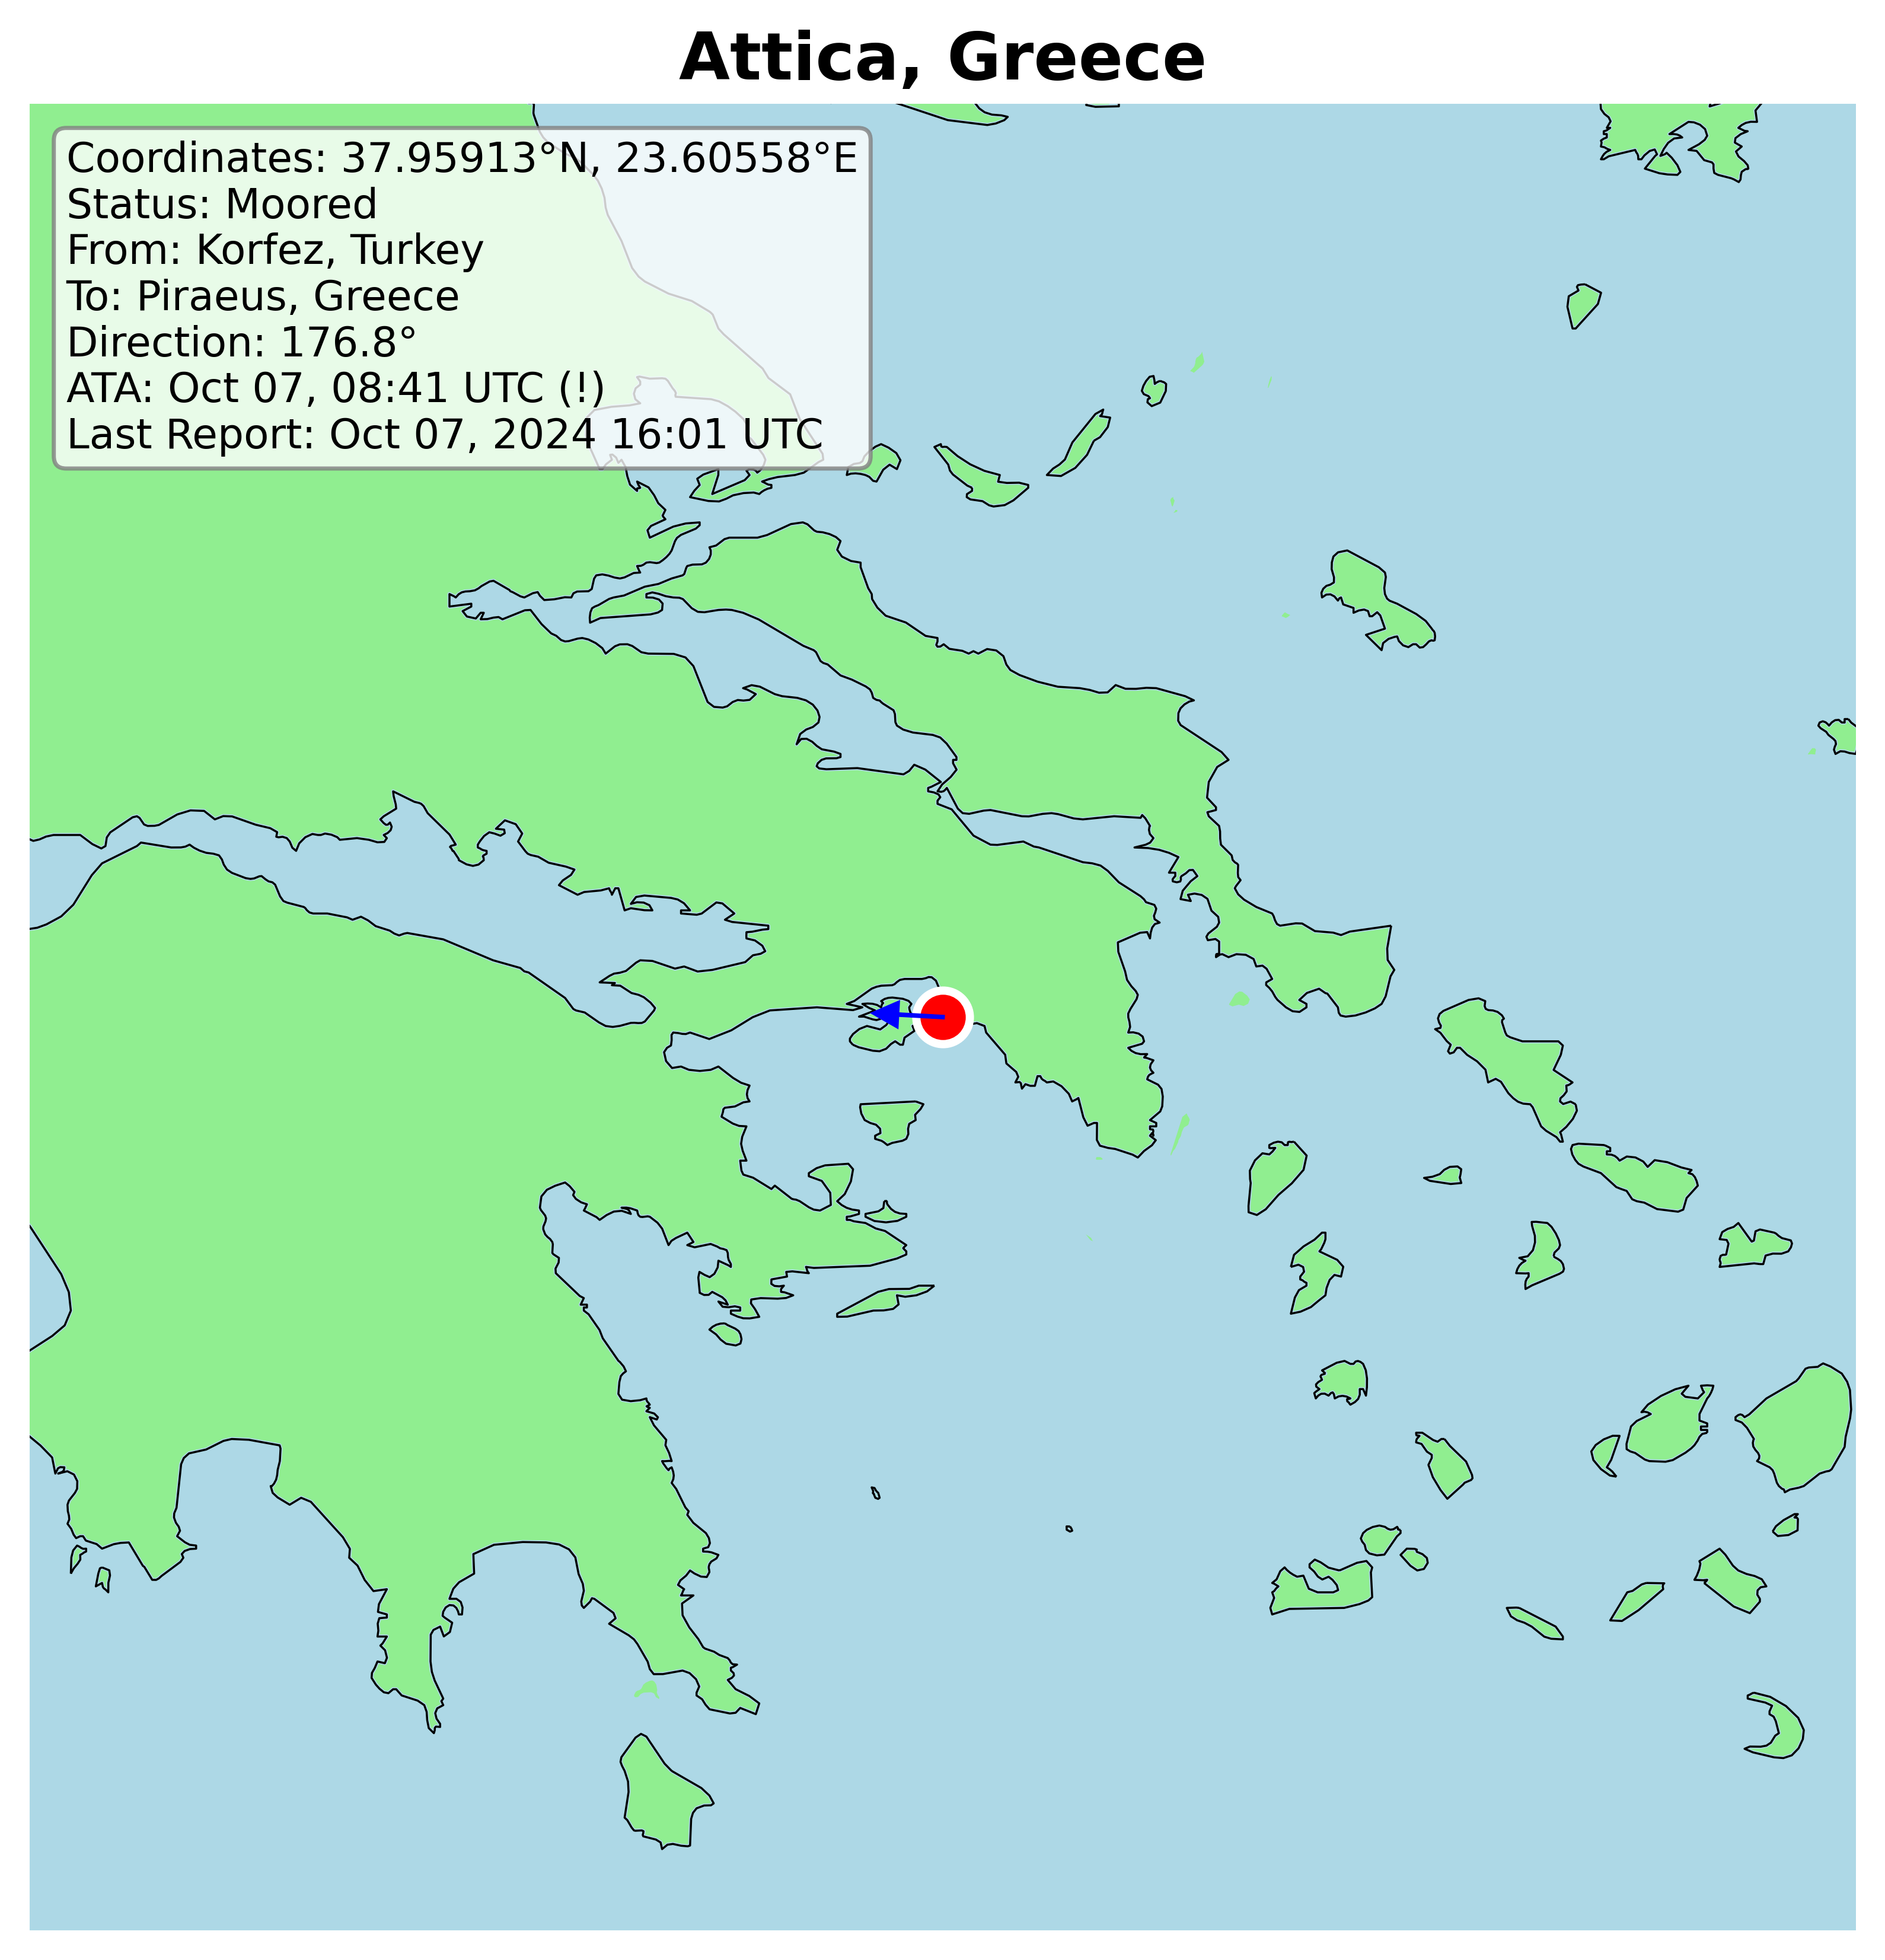 Attica, Greece
Coordinates: 37.95913°N, 23.60558°E
Status: Moored
From: Korfez, Turkey
To: Piraeus, Greece
Direction: 176.8°
ATA: Oct 07, 08:41 UTC (!)
Last Report: Oct 07, 2024 16:01 UTC